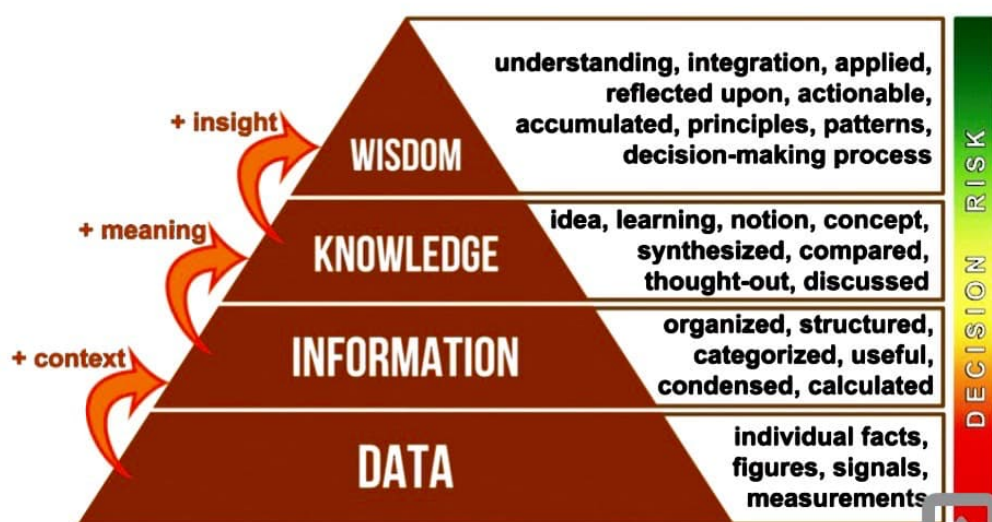 understanding, integration, applied,
reflected upon, actionable,
accumulated, principles, patterns,
decision-making process
+ insight
WISDOM
idea, learning, notion, concept,
synthesized, compared,
thought-out, discussed
+ meaning
KNOWLEDGE
organized, structured,
categorized, useful,
condensed, calculated
+ context
INFORMATION
individual facts,
figures, signals,
measurements
DATA
DECISION RISK